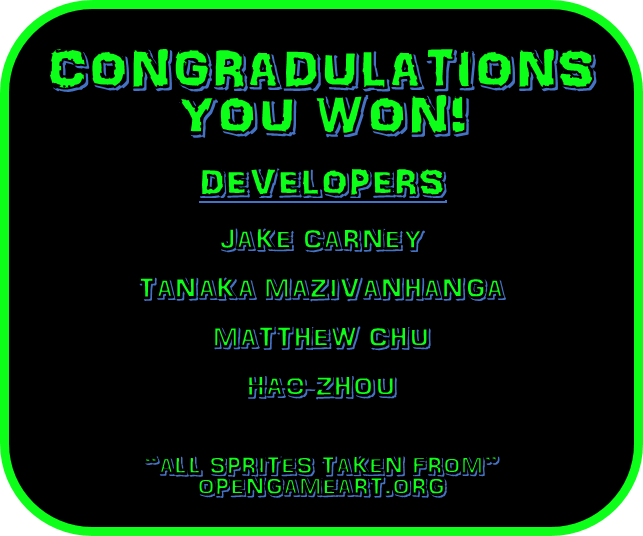 CONGRADULATIONS
YOU WON!
DEVELOPERS
JAKE CARNEY
TANAKA MAZIVANHANGA
MATTHEW CHU
HAO ZHOU
"ALL SPRITES TAKEN FROM"
OPENGAMEART.ORG